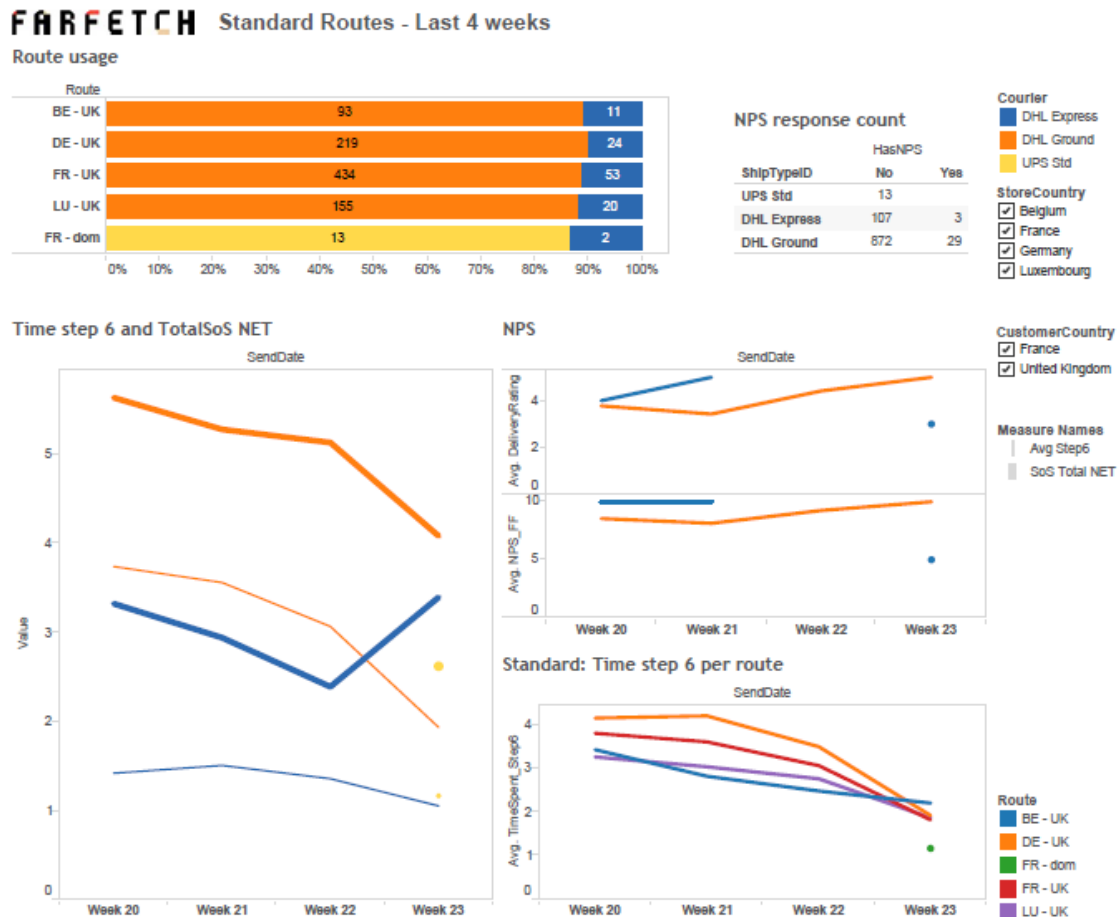 FARFETCH Standard Routes - Last 4 weeks
Route usage
Route
BE - UK 93 11
DE - UK 219 24
FR - UK 434 53
LU - UK 155 20
FR - dom 13 2
0% 10% 20% 30% 40% 50% 60% 70% 80% 90% 100%
NPS response count
HasNPS
ShipTypeID No Yes
UPS Std 13
DHL Express 107 3
DHL Ground 872 29
Courier
DHL Express
DHL Ground
UPS Std
StoreCountry
Belgium
France
Germany
Luxembourg
Time step 6 and TotalSoS NET
SendDate
Value
5
4
3
2
1
0
Week 20 Week 21 Week 22 Week 23
NPS
SendDate
Avg. DeliveryRating
4
2
0
Avg. NPS_FF
10
5
0
Week 20 Week 21 Week 22 Week 23
CustomerCountry
France
United Kingdom
Measure Names
Avg Step6
SoS Total NET
Standard: Time step 6 per route
SendDate
Avg. TimeSpent_Step6
4
3
2
1
0
Week 20 Week 21 Week 22 Week 23
Route
BE - UK
DE - UK
FR - dom
FR - UK
LU - UK